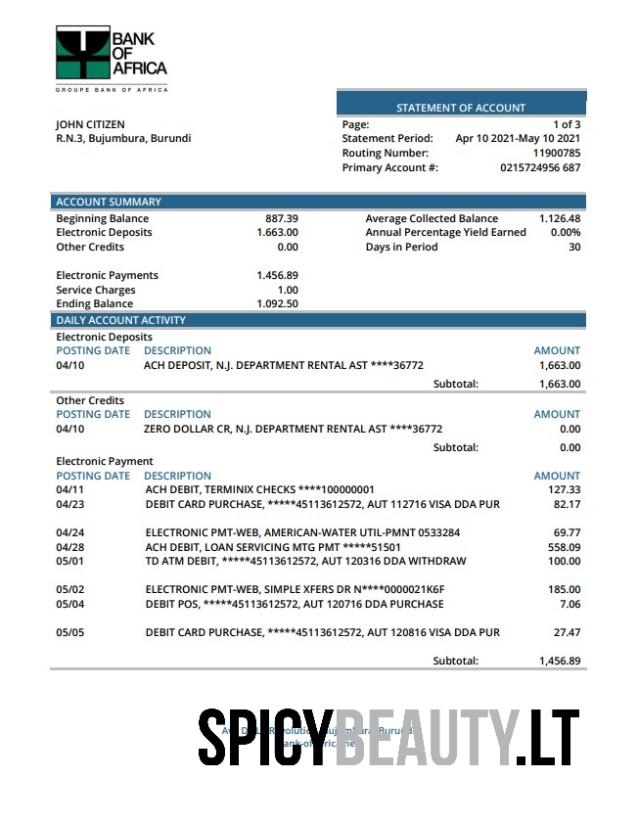 BANK
OF
AFRICA
GROUPE BANK OF AFRICA
STATEMENT OF ACCOUNT
JOHN CITIZEN
R.N.3, Bujumbura, Burundi
Page: 1 of 3
Statement Period: Apr 10 2021-May 10 2021
Routing Number: 11900785
Primary Account #: 0215724956 687
ACCOUNT SUMMARY
Beginning Balance 887.39 Average Collected Balance 1.126.48
Electronic Deposits 1.663.00 Annual Percentage Yield Earned 0.00%
Other Credits 0.00 Days in Period 30
Electronic Payments 1.456.89
Service Charges 1.00
Ending Balance 1.092.50
DAILY ACCOUNT ACTIVITY
Electronic Deposits
POSTING DATE DESCRIPTION AMOUNT
04/10 ACH DEPOSIT, N.J. DEPARTMENT RENTAL AST ****36772 1,663.00
Subtotal: 1,663.00
Other Credits
POSTING DATE DESCRIPTION AMOUNT
04/10 ZERO DOLLAR CR, N.J. DEPARTMENT RENTAL AST ****36772 0.00
Subtotal: 0.00
Electronic Payment
POSTING DATE DESCRIPTION AMOUNT
04/11 ACH DEBIT, TERMINIX CHECKS ****100000001 127.33
04/23 DEBIT CARD PURCHASE, *****45113612572, AUT 112716 VISA DDA PUR 82.17
04/24 ELECTRONIC PMT-WEB, AMERICAN-WATER UTIL-PMNT 0533284 69.77
04/28 ACH DEBIT, LOAN SERVICING MTG PMT *****51501 558.09
05/01 TD ATM DEBIT, *****45113612572, AUT 120316 DDA WITHDRAW 100.00
05/02 ELECTRONIC PMT-WEB, SIMPLE XFERS DR N****0000021K6F 185.00
05/04 DEBIT POS, *****45113612572, AUT 120716 DDA PURCHASE 7.06
05/05 DEBIT CARD PURCHASE, *****45113612572, AUT 120816 VISA DDA PUR 27.47
Subtotal: 1,456.89
SPICYBEAUTY.LT